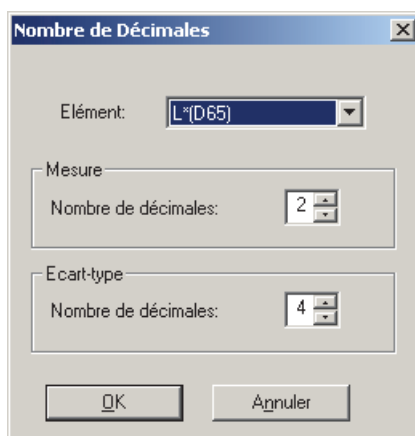 Nombre de Décimales
Elément: L*(D65)
Mesure
Nombre de décimales: 2
Ecart-type
Nombre de décimales: 4
OK Annuler